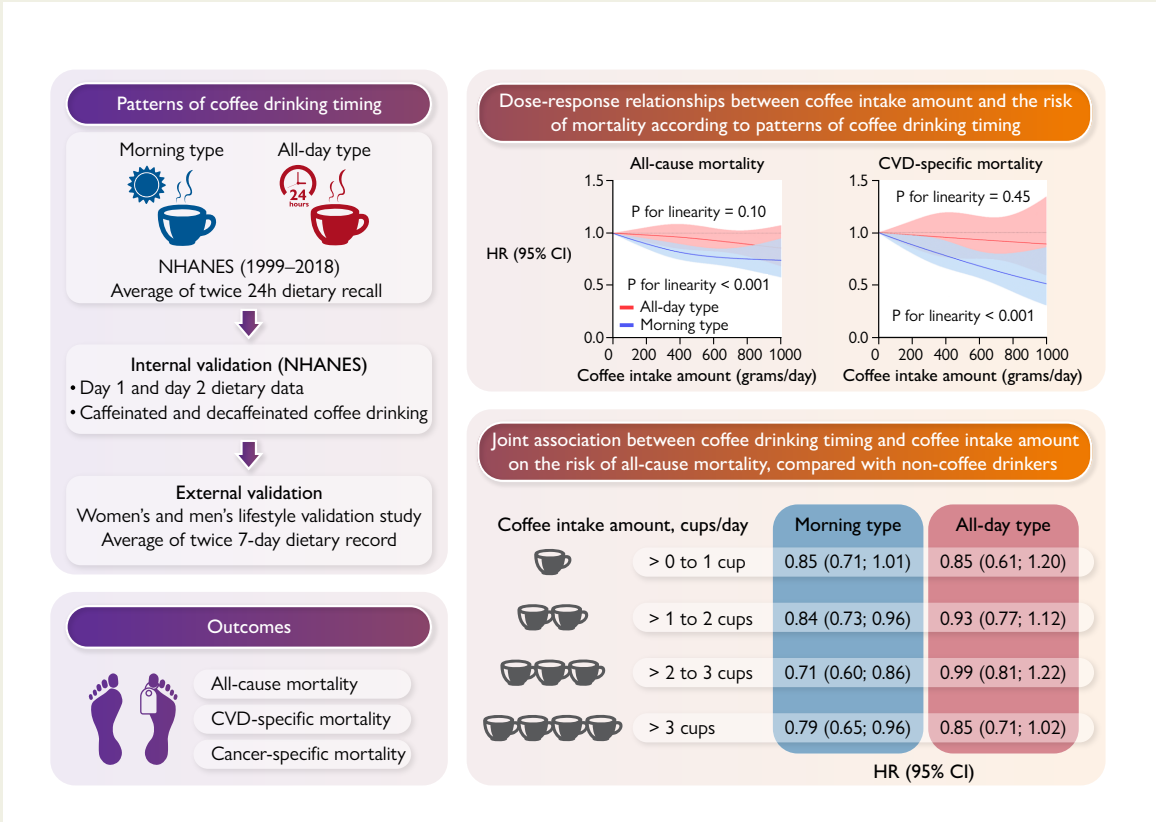 Patterns of coffee drinking timing
Morning type
All-day type
24
hours
NHANES (1999–2018)
Average of twice 24h dietary recall
Internal validation (NHANES)
• Day 1 and day 2 dietary data
• Caffeinated and decaffeinated coffee drinking
External validation
Women's and men's lifestyle validation study
Average of twice 7-day dietary record
Outcomes
All-cause mortality
CVD-specific mortality
Cancer-specific mortality
Dose-response relationships between coffee intake amount and the risk
of mortality according to patterns of coffee drinking timing
All-cause mortality
HR (95% CI)
1.5
1.0
0.5
0.0
P for linearity = 0.10
P for linearity < 0.001
All-day type
Morning type
0 200 400 600 800 1000
Coffee intake amount (grams/day)
CVD-specific mortality
1.5
1.0
0.5
0.0
P for linearity = 0.45
P for linearity < 0.001
0 200 400 600 800 1000
Coffee intake amount (grams/day)
Joint association between coffee drinking timing and coffee intake amount
on the risk of all-cause mortality, compared with non-coffee drinkers
Coffee intake amount, cups/day Morning type All-day type
> 0 to 1 cup 0.85 (0.71; 1.01) 0.85 (0.61; 1.20)
> 1 to 2 cups 0.84 (0.73; 0.96) 0.93 (0.77; 1.12)
> 2 to 3 cups 0.71 (0.60; 0.86) 0.99 (0.81; 1.22)
> 3 cups 0.79 (0.65; 0.96) 0.85 (0.71; 1.02)
HR (95% CI)